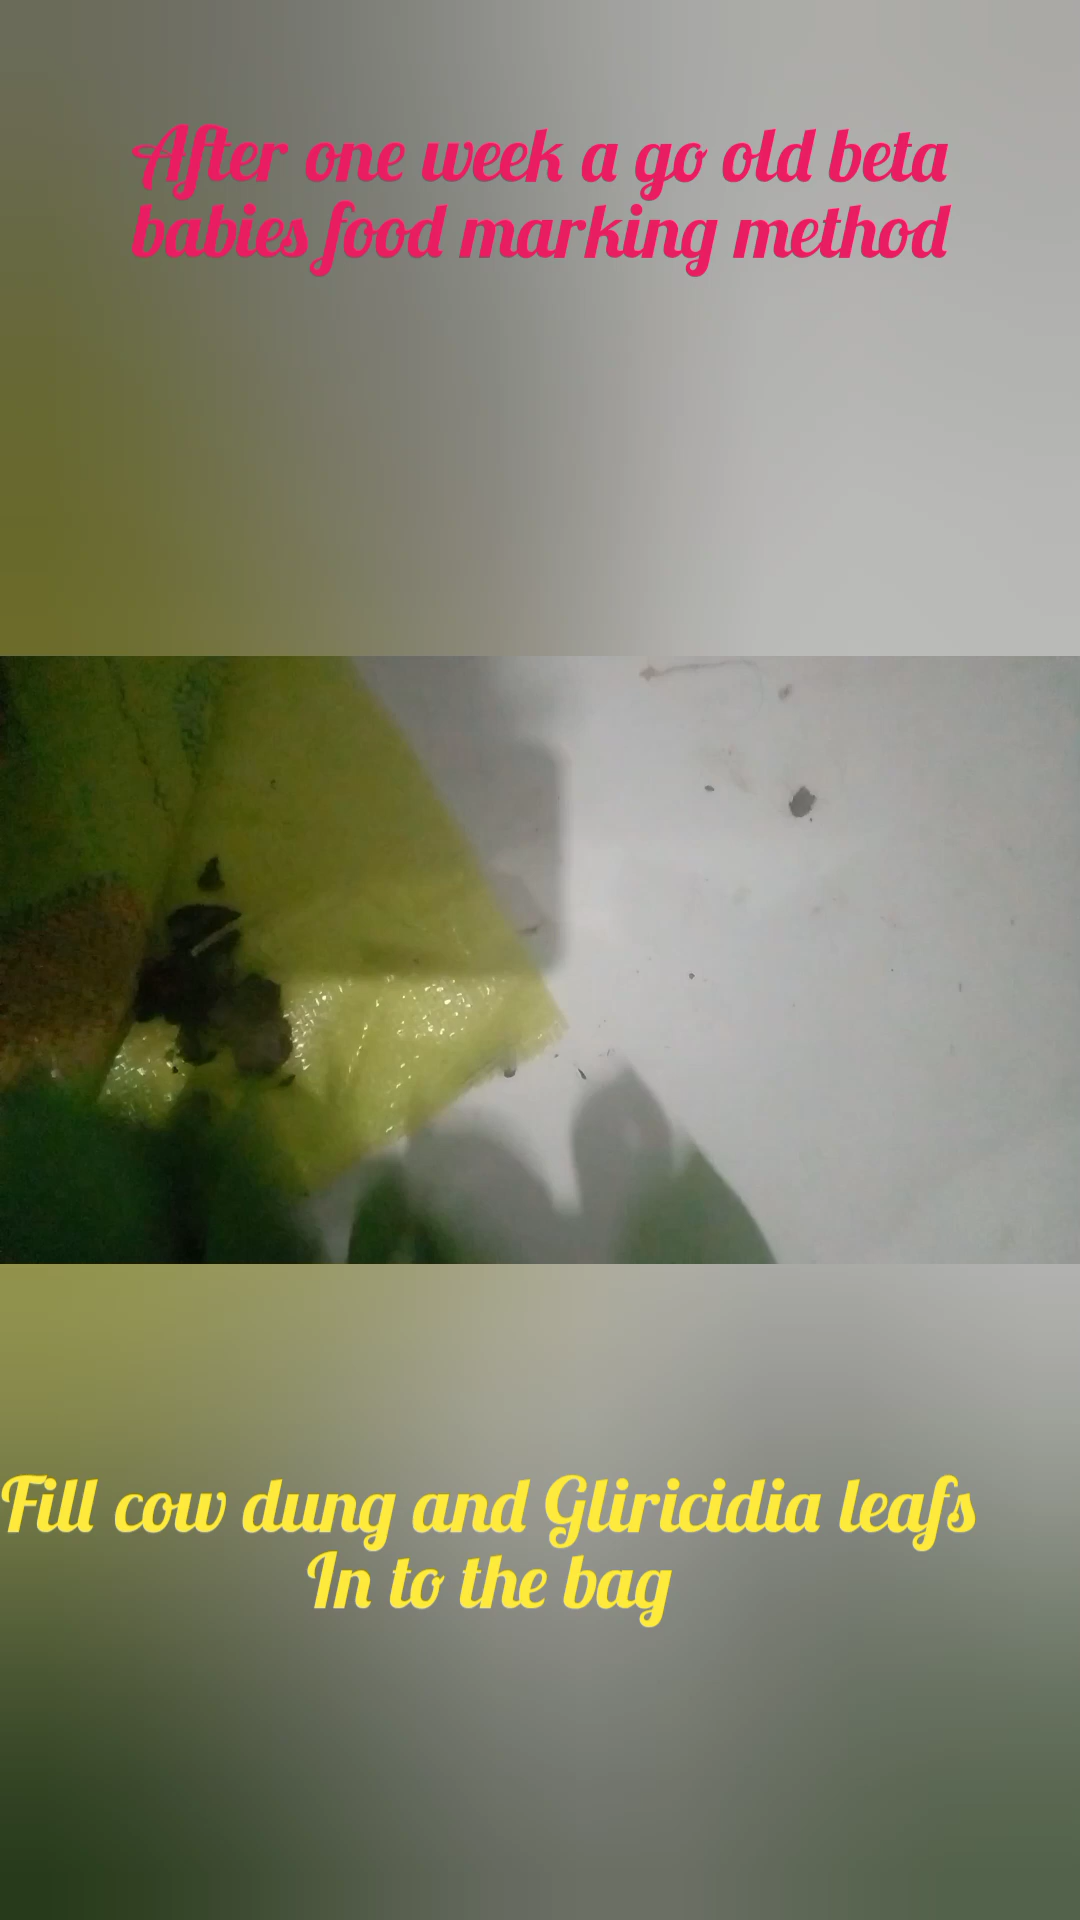 After one week a go old beta
babies food marking method
Fill cow dung and Gliricidia leafs
In to the bag